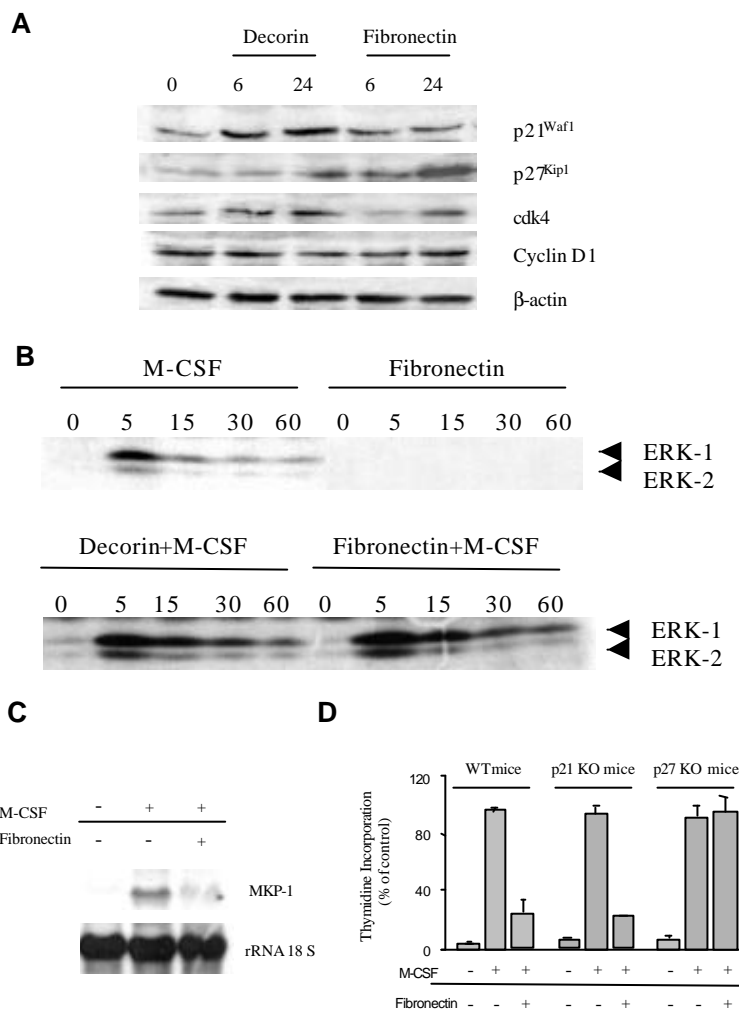 A
Decorin Fibronectin
0 6 24 6 24
p21Waf1
p27Kip1
cdk4
Cyclin D1
β-actin
B
M-CSF Fibronectin
0 5 15 30 60 0 5 15 30 60
ERK-1
ERK-2
Decorin+M-CSF Fibronectin+M-CSF
0 5 15 30 60 0 5 15 30 60
ERK-1
ERK-2
C
M-CSF - + +
Fibronectin - - +
MKP-1
rRNA 18 S
D
WT mice p21 KO mice p27 KO mice
Thymidine Incorporation
(% of control)
120
80
40
0
M-CSF - + + - + + - + +
Fibronectin - - + - - + - - +